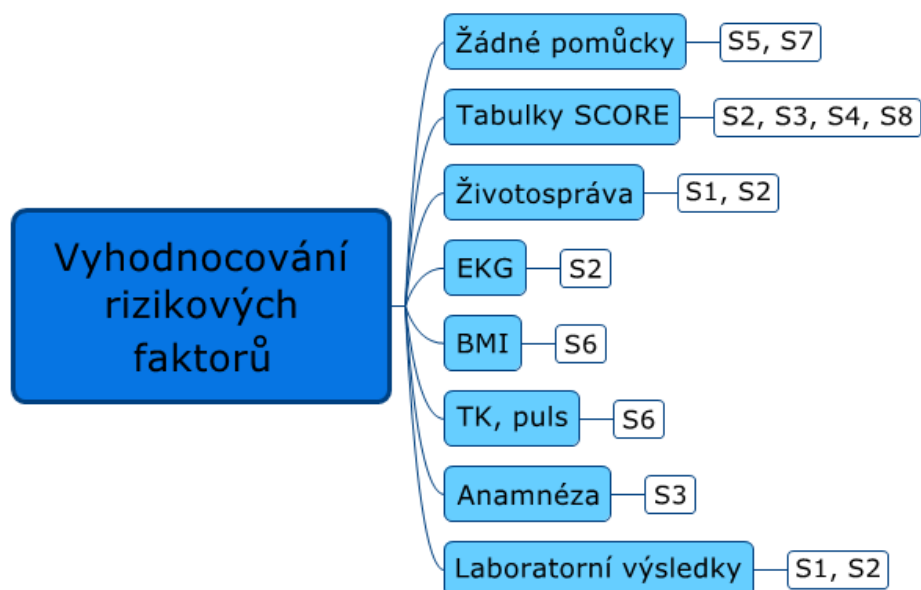 Vyhodnocování
rizikových
faktorů
Žádné pomůcky
S5, S7
Tabulky SCORE
S2, S3, S4, S8
Životospráva
S1, S2
EKG
S2
BMI
S6
TK, puls
S6
Anamnéza
S3
Laboratorní výsledky
S1, S2